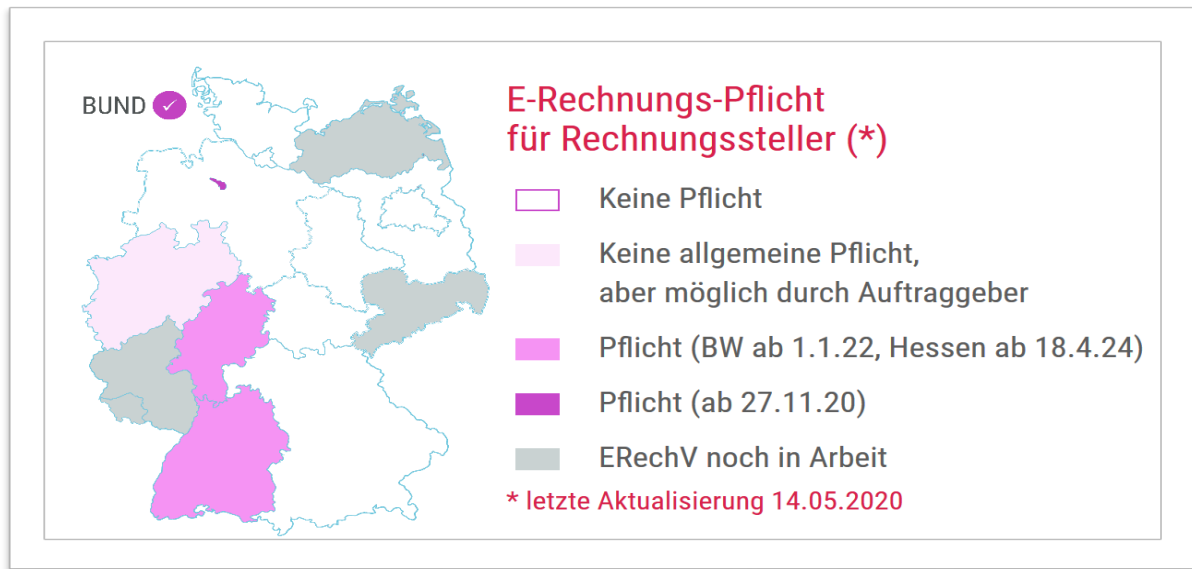 BUND
E-Rechnungs-Pflicht
für Rechnungssteller (*)
Keine Pflicht
Keine allgemeine Pflicht,
aber möglich durch Auftraggeber
Pflicht (BW ab 1.1.22, Hessen ab 18.4.24)
Pflicht (ab 27.11.20)
ERechV noch in Arbeit
* letzte Aktualisierung 14.05.2020